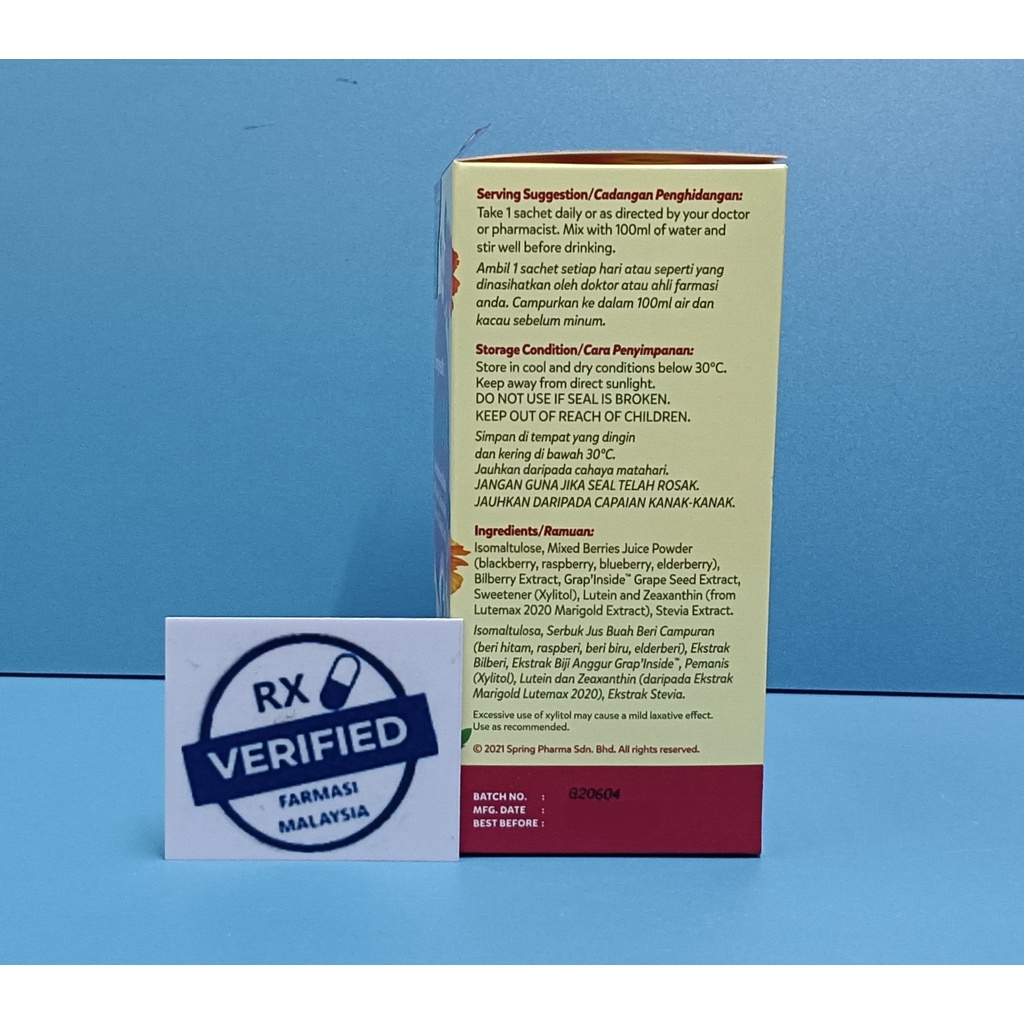 Serving Suggestion/Cadangan Penghidangan:
Take 1 sachet daily or as directed by your doctor
or pharmacist. Mix with 100ml of water and
stir well before drinking.
Ambil 1 sachet setiap hari atau seperti yang
dinasihatkan oleh doktor atau ahli farmasi
anda. Campurkan ke dalam 100ml air dan
kacau sebelum minum.
Storage Condition/Cara Penyimpanan:
Store in cool and dry conditions below 30°C.
Keep away from direct sunlight.
DO NOT USE IF SEAL IS BROKEN.
KEEP OUT OF REACH OF CHILDREN.
Simpan di tempat yang dingin
dan kering di bawah 30°C.
Jauhkan daripada cahaya matahari.
JANGAN GUNA JIKA SEAL TELAH ROSAK.
JAUHKAN DARIPADA CAPAIAN KANAK-KANAK.
Ingredients/Ramuan:
Isomaltulose, Mixed Berries Juice Powder
(blackberry, raspberry, blueberry, elderberry),
Bilberry Extract, Grap'Inside™ Grape Seed Extract,
Sweetener (Xylitol), Lutein and Zeaxanthin (from
Lutemax 2020 Marigold Extract), Stevia Extract.
Isomaltulosa, Serbuk Jus Buah Beri Campuran
(beri hitam, raspberi, beri biru, elderberi), Ekstrak
Bilberi, Ekstrak Biji Anggur Grap'Inside™, Pemanis
(Xylitol), Lutein dan Zeaxanthin (daripada Ekstrak
Marigold Lutemax 2020), Ekstrak Stevia.
Excessive use of xylitol may cause a mild laxative effect.
Use as recommended.
© 2021 Spring Pharma Sdn. Bhd. All rights reserved.
BATCH NO. : G20604
MFG. DATE :
BEST BEFORE :
RX
VERIFIED
FARMASI
MALAYSIA